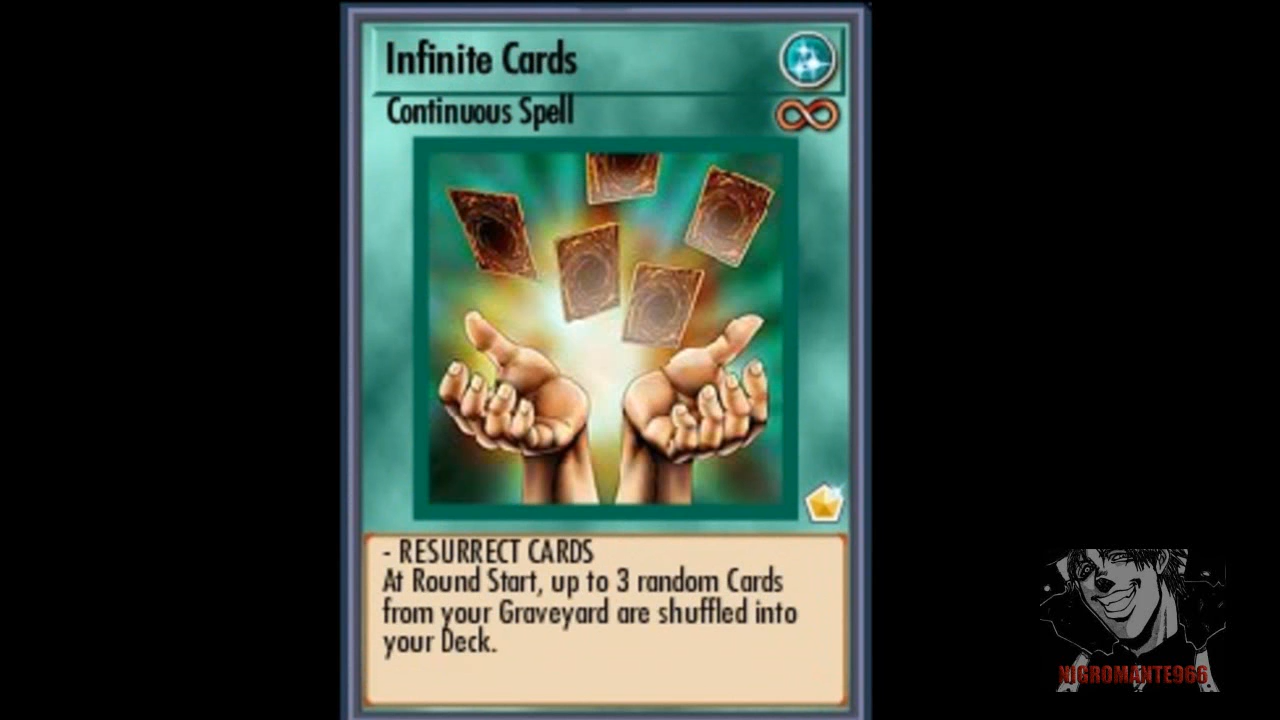 Infinite Cards
Continuous Spell
- RESURRECT CARDS
At Round Start, up to 3 random Cards
from your Graveyard are shuffled into
your Deck.
NIGROMANTE966